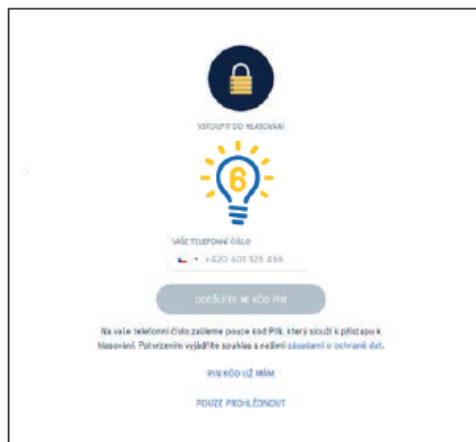 VSTOUPIT DO HLASOVÁNÍ
6
VAŠE TELEFONNÍ ČÍSLO
+420 601 123 456
ODEŠLETE MI KÓD PIN
Na vaše telefonní číslo zašleme pouze kód PIN, který slouží k přístupu k
hlasování. Potvrzením vyjádříte souhlas s našimi zásadami o ochraně dat.
PIN KÓD UŽ MÁM
POUZE PROHLÉDNOUT